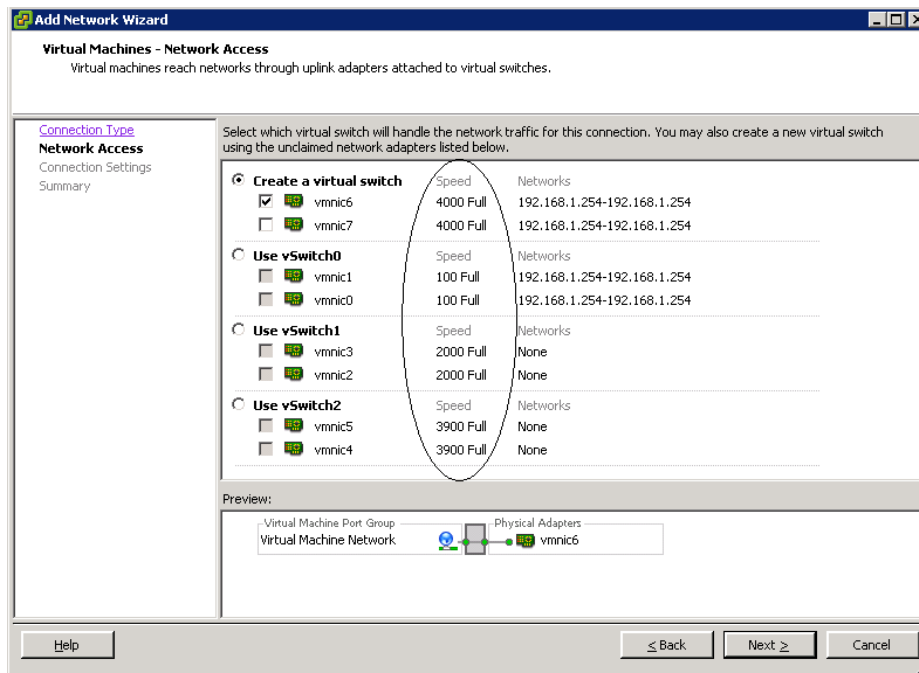 Add Network Wizard
Virtual Machines - Network Access
Virtual machines reach networks through uplink adapters attached to virtual switches.
Connection Type
Network Access
Connection Settings
Summary
Select which virtual switch will handle the network traffic for this connection. You may also create a new virtual switch
using the unclaimed network adapters listed below.
Create a virtual switch Speed Networks
vmnic6 4000 Full 192.168.1.254-192.168.1.254
vmnic7 4000 Full 192.168.1.254-192.168.1.254
Use vSwitch0 Speed Networks
vmnic1 100 Full 192.168.1.254-192.168.1.254
vmnic0 100 Full 192.168.1.254-192.168.1.254
Use vSwitch1 Speed Networks
vmnic3 2000 Full None
vmnic2 2000 Full None
Use vSwitch2 Speed Networks
vmnic5 3900 Full None
vmnic4 3900 Full None
Preview:
Virtual Machine Port Group Physical Adapters
Virtual Machine Network vmnic6
Help < Back Next > Cancel